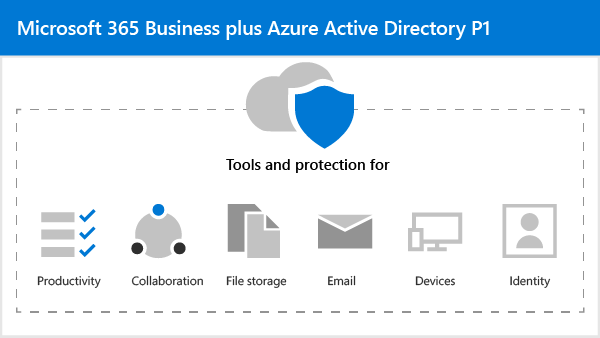 Microsoft 365 Business plus Azure Active Directory P1
Tools and protection for
Productivity Collaboration File storage Email Devices Identity